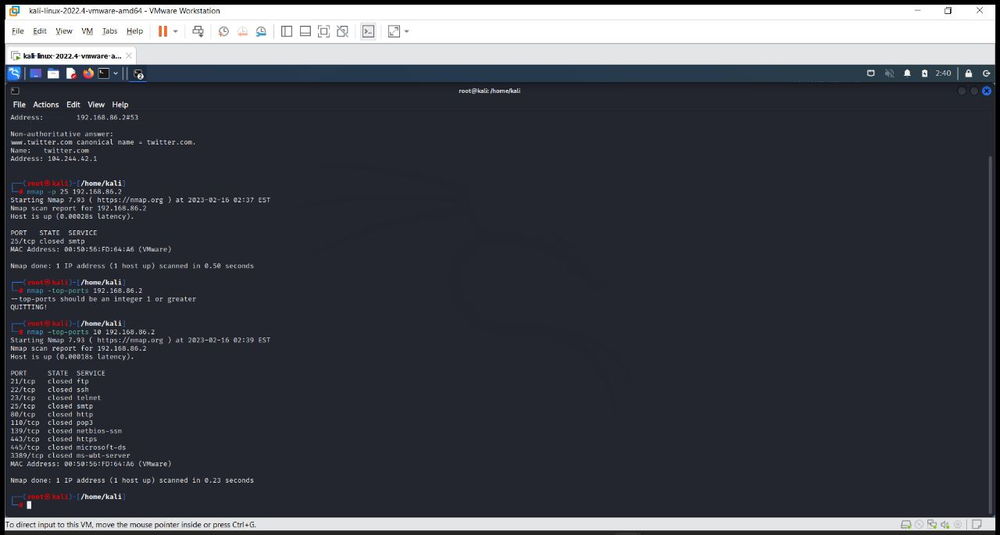 kali-linux-2022.4-vmware-amd64 - VMware Workstation
File Edit View VM Tabs Help
kali-linux-2022.4-vmware-a...
2:40
root@kali: /home/kali
File Actions Edit View Help
Address: 192.168.86.2#53
Non-authoritative answer:
www.twitter.com canonical name = twitter.com.
Name: twitter.com
Address: 104.244.42.1
┌──(root㉿kali)-[/home/kali]
└─# nmap -p 25 192.168.86.2
Starting Nmap 7.93 ( https://nmap.org ) at 2023-02-16 02:37 EST
Nmap scan report for 192.168.86.2
Host is up (0.00028s latency).
PORT STATE SERVICE
25/tcp closed smtp
MAC Address: 00:50:56:FD:64:A6 (VMware)
Nmap done: 1 IP address (1 host up) scanned in 0.50 seconds
┌──(root㉿kali)-[/home/kali]
└─# nmap -top-ports 192.168.86.2
--top-ports should be an integer 1 or greater
QUITTING!
┌──(root㉿kali)-[/home/kali]
└─# nmap -top-ports 10 192.168.86.2
Starting Nmap 7.93 ( https://nmap.org ) at 2023-02-16 02:39 EST
Nmap scan report for 192.168.86.2
Host is up (0.00018s latency).
PORT STATE SERVICE
21/tcp closed ftp
22/tcp closed ssh
23/tcp closed telnet
25/tcp closed smtp
80/tcp closed http
110/tcp closed pop3
139/tcp closed netbios-ssn
443/tcp closed https
445/tcp closed microsoft-ds
3389/tcp closed ms-wbt-server
MAC Address: 00:50:56:FD:64:A6 (VMware)
Nmap done: 1 IP address (1 host up) scanned in 0.23 seconds
┌──(root㉿kali)-[/home/kali]
└─#
To direct input to this VM, move the mouse pointer inside or press Ctrl+G.